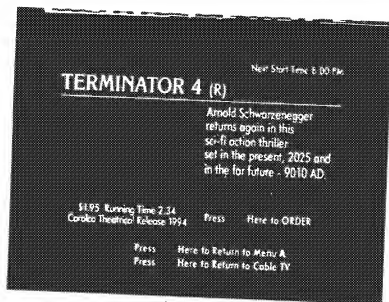 Next Start Time 6:00 PM
TERMINATOR 4 (R)
Arnold Schwarzenegger
returns again in this
sci-fi action thriller
set in the present, 2025 and
in the far future - 9010 AD.
$1.95 Running Time 2.34
Carolco Theatrical Release 1994
Press Here to ORDER
Press Here to Return to Menu A
Press Here to Return to Cable TV